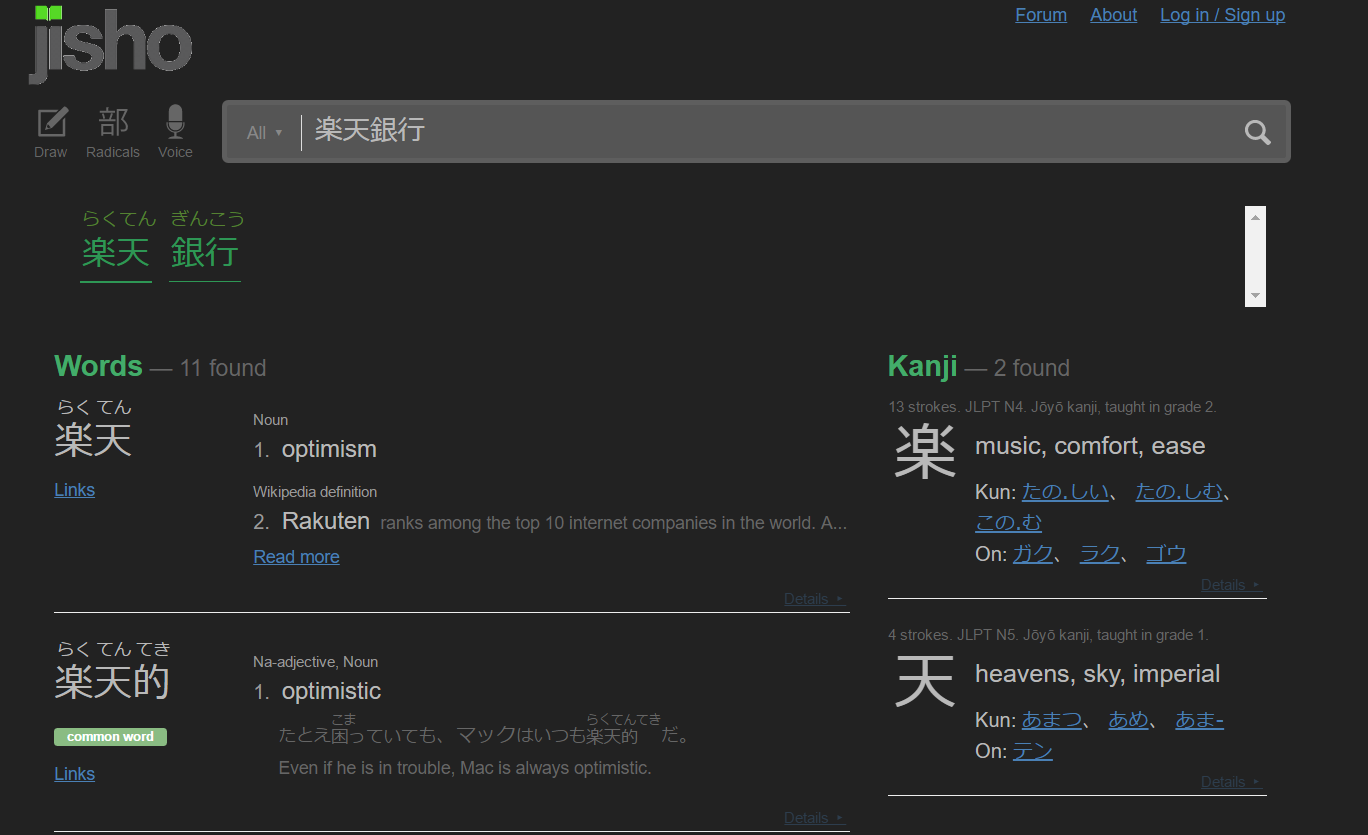 jisho
Forum About Log in / Sign up
Draw 部 Radicals Voice
All ▾ 楽天銀行
らくてん ぎんこう
楽天 銀行
Words — 11 found
らく てん
楽天
Links
Noun
1. optimism
Wikipedia definition
2. Rakuten ranks among the top 10 internet companies in the world. A...
Read more
Details ▸
らく てん てき
楽天的
common word
Links
Na-adjective, Noun
1. optimistic
こま らくてんてき
たとえ困っていても、マックはいつも楽天的だ。
Even if he is in trouble, Mac is always optimistic.
Details ▸
Kanji — 2 found
13 strokes. JLPT N4. Jōyō kanji, taught in grade 2.
楽
music, comfort, ease
Kun: たの.しい、 たの.しむ、
この.む
On: ガク、 ラク、 ゴウ
Details ▸
4 strokes. JLPT N5. Jōyō kanji, taught in grade 1.
天
heavens, sky, imperial
Kun: あまつ、 あめ、 あま-
On: テン
Details ▸